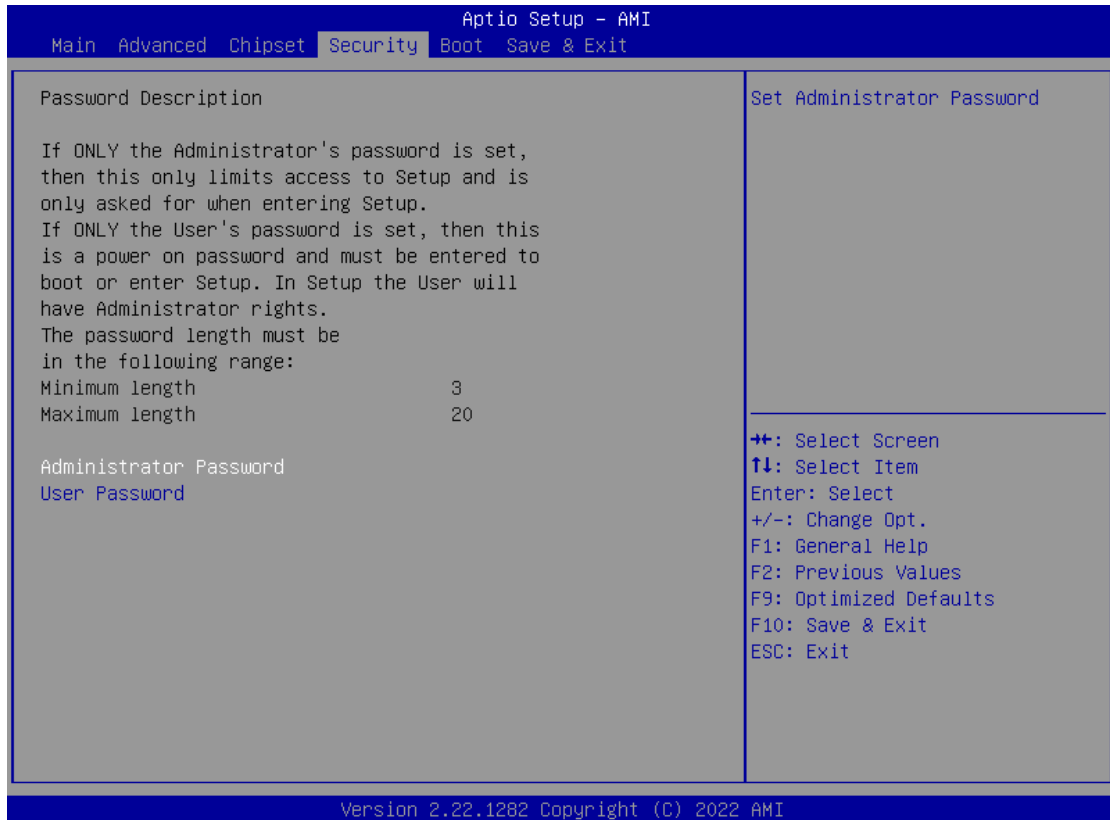 Aptio Setup – AMI
Main Advanced Chipset Security Boot Save & Exit
Password Description
If ONLY the Administrator's password is set,
then this only limits access to Setup and is
only asked for when entering Setup.
If ONLY the User's password is set, then this
is a power on password and must be entered to
boot or enter Setup. In Setup the User will
have Administrator rights.
The password length must be
in the following range:
Minimum length 3
Maximum length 20
Administrator Password
User Password
Set Administrator Password
→←: Select Screen
↑↓: Select Item
Enter: Select
+/-: Change Opt.
F1: General Help
F2: Previous Values
F9: Optimized Defaults
F10: Save & Exit
ESC: Exit
Version 2.22.1282 Copyright (C) 2022 AMI